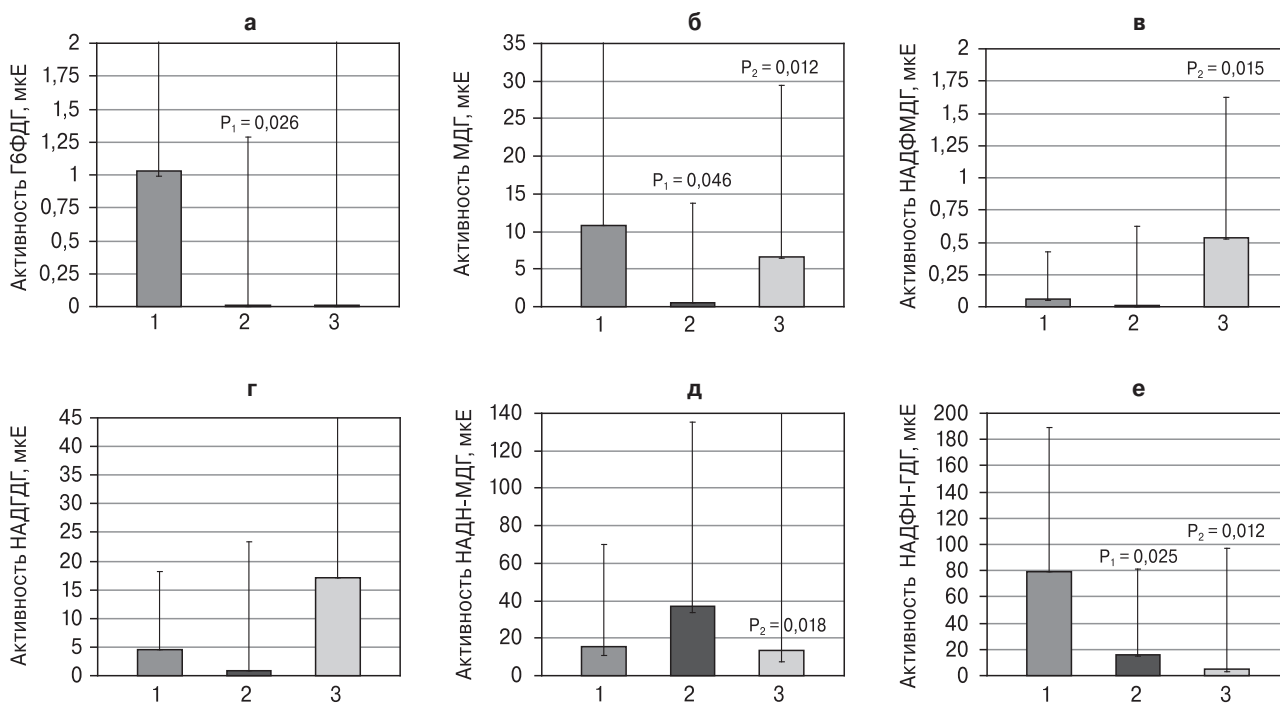 а
Активность Г6ФДГ, мкЕ
2
1,75
1,5
1,25
1
0,75
0,5
0,25
0
P₁ = 0,026
1 2 3
б
Активность МДГ, мкЕ
35
30
25
20
15
10
5
0
P₁ = 0,046
P₂ = 0,012
1 2 3
в
Активность НАДФМДГ, мкЕ
2
1,75
1,5
1,25
1
0,75
0,5
0,25
0
P₂ = 0,015
1 2 3
г
Активность НАДГДГ, мкЕ
45
40
35
30
25
20
15
10
5
0
1 2 3
д
Активность НАДН-МДГ, мкЕ
140
120
100
80
60
40
20
0
P₂ = 0,018
1 2 3
е
Активность НАДФН-ГДГ, мкЕ
200
180
160
140
120
100
80
60
40
20
0
P₁ = 0,025
P₂ = 0,012
1 2 3